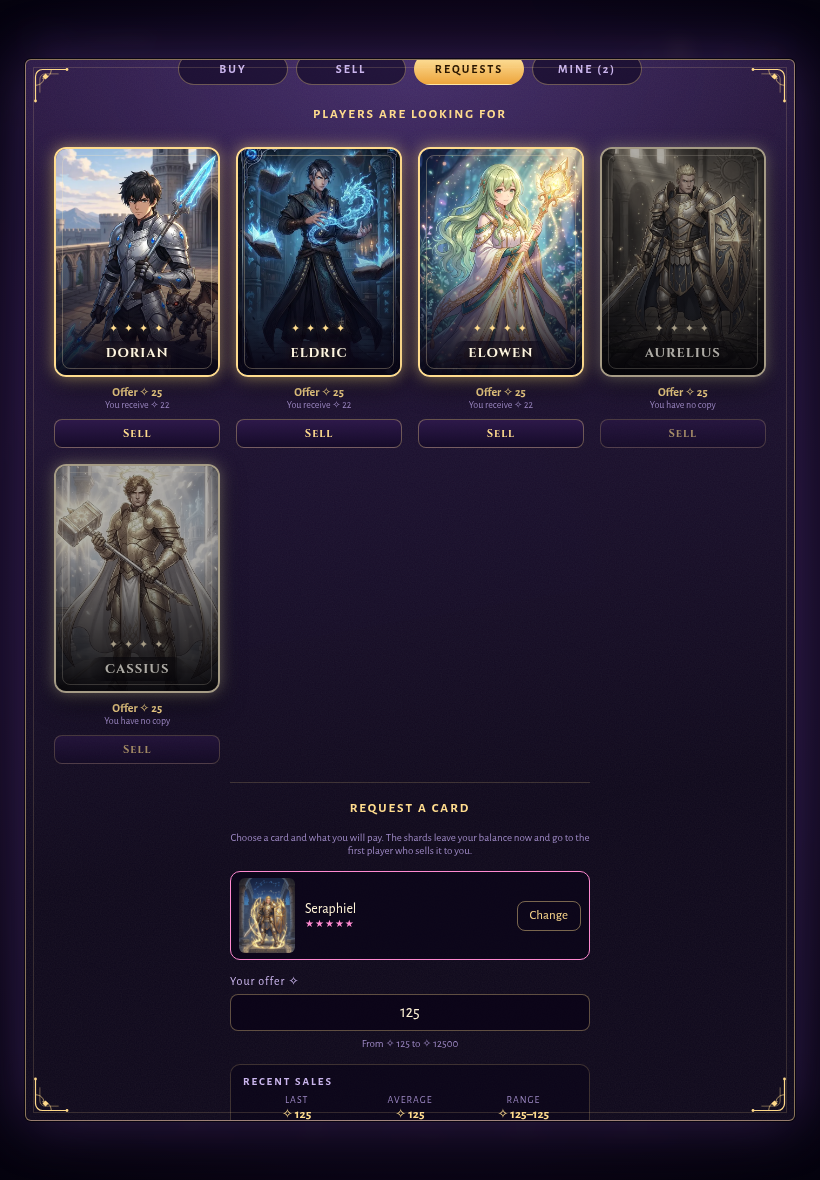 BUY SELL REQUESTS MINE (2)
PLAYERS ARE LOOKING FOR
DORIAN ELDRIC ELOWEN AURELIUS
Offer ✧ 25 Offer ✧ 25 Offer ✧ 25 Offer ✧ 25
You receive ✧ 22 You receive ✧ 22 You receive ✧ 22 You have no copy
SELL SELL SELL SELL
CASSIUS
Offer ✧ 25
You have no copy
SELL
REQUEST A CARD
Choose a card and what you will pay. The shards leave your balance now and go to the
first player who sells it to you.
Seraphiel
★★★★★
Change
Your offer ✧
125
From ✧ 125 to ✧ 12500
RECENT SALES
LAST AVERAGE RANGE
✧ 125 ✧ 125 ✧ 125–125